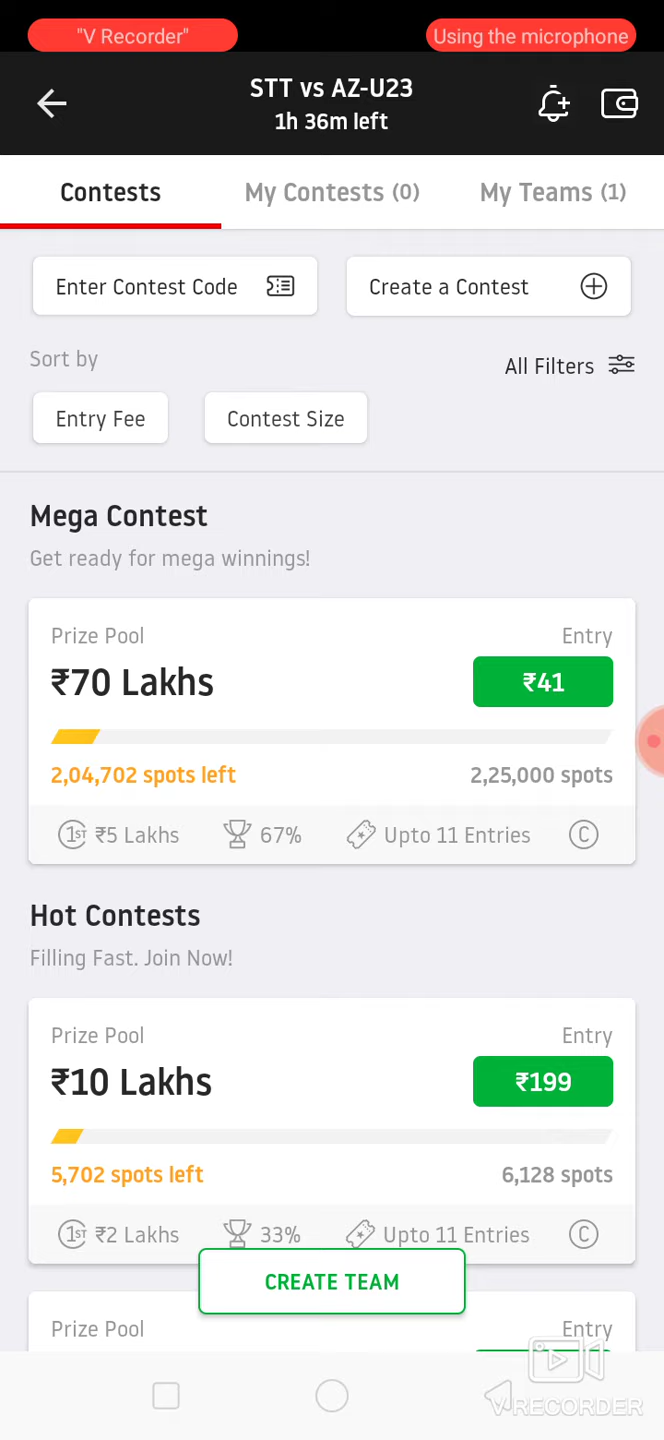 "V Recorder"
Using the microphone
STT vs AZ-U23
1h 36m left
Contests
My Contests (0)
My Teams (1)
Enter Contest Code
Create a Contest
Sort by
All Filters
Entry Fee
Contest Size
Mega Contest
Get ready for mega winnings!
Prize Pool
Entry
₹70 Lakhs
₹41
2,04,702 spots left
2,25,000 spots
1ST ₹5 Lakhs
67%
Upto 11 Entries
C
Hot Contests
Filling Fast. Join Now!
Prize Pool
Entry
₹10 Lakhs
₹199
5,702 spots left
6,128 spots
1ST ₹2 Lakhs
33%
Upto 11 Entries
C
CREATE TEAM
Prize Pool
Entry
VRECORDER